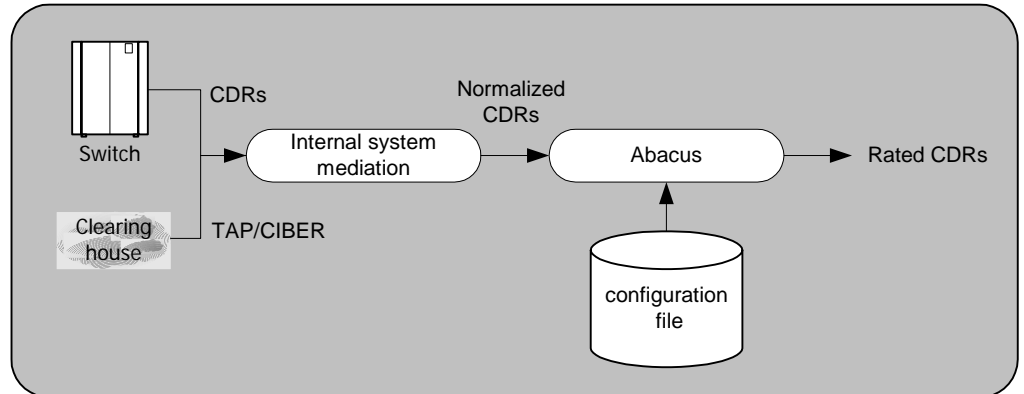 CDRs
Switch
Normalized
CDRs
Internal system
mediation
Abacus
Rated CDRs
Clearing
house
TAP/CIBER
configuration
file